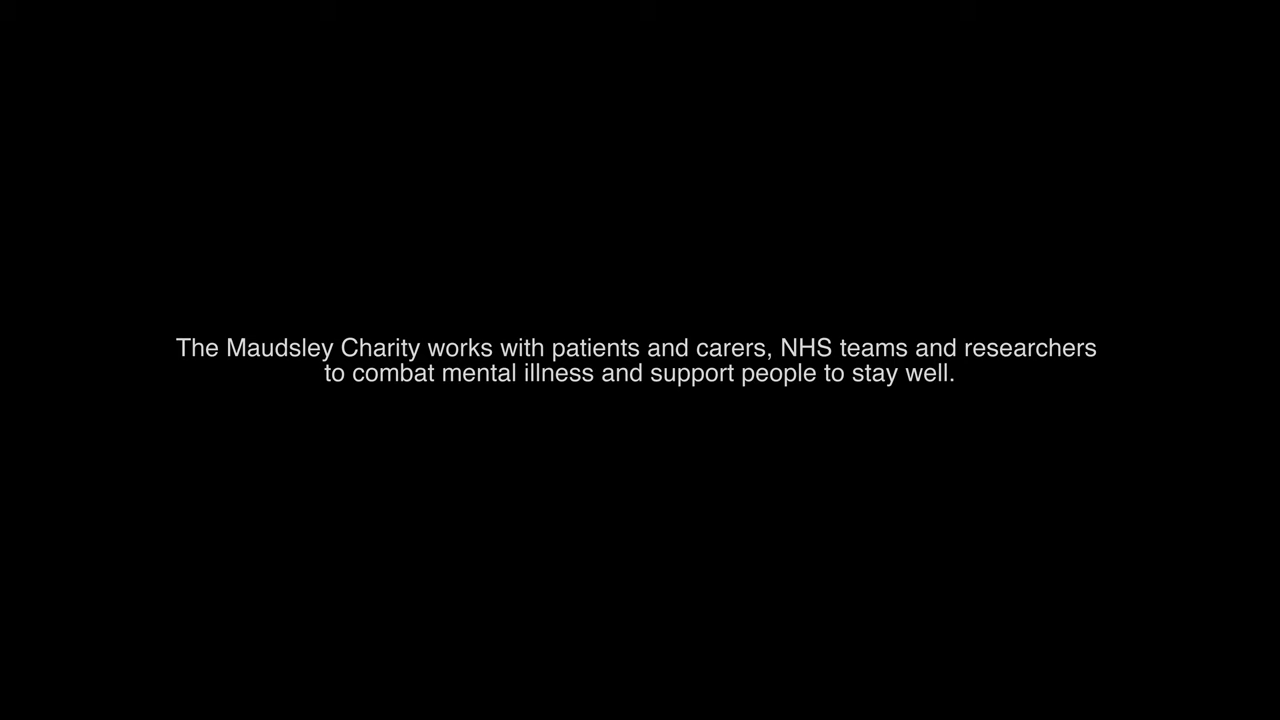 The Maudsley Charity works with patients and carers, NHS teams and researchers
to combat mental illness and support people to stay well.